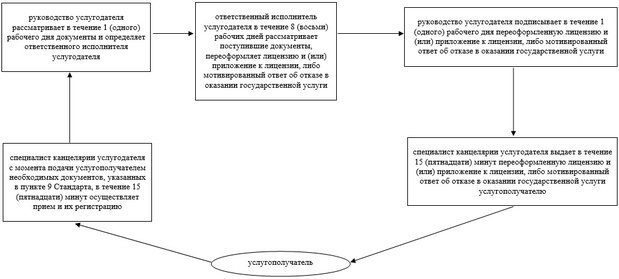 руководство услугодателя
рассматривает в течение 1 (одного)
рабочего дня документы и определяет
ответственного исполнителя
услугодателя
ответственный исполнитель
услугодателя в течение 8 (восьми)
рабочих дней рассматривает
поступившие документы,
переоформляет лицензию и (или)
приложение к лицензии, либо
мотивированный ответ об отказе в
оказании государственной услуги
руководство услугодателя подписывает в течение 1
(одного) рабочего дня переоформленную лицензию и
(или) приложение к лицензии, либо мотивированный
ответ об отказе в оказании государственной услуги
специалист канцелярии услугодателя
с момента подачи услугополучателем
необходимых документов, указанных
в пункте 9 Стандарта, в течение 15
(пятнадцати) минут осуществляет
прием и их регистрацию
специалист канцелярии услугодателя выдает в течение
15 (пятнадцати) минут переоформленную лицензию и
(или) приложение к лицензии, либо мотивированный
ответ об отказе в оказании государственной услуги
услугополучателю
услугополучатель